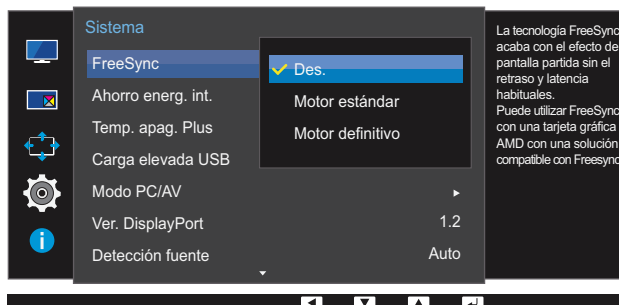 Sistema
FreeSync
Ahorro energ. int.
Temp. apag. Plus
Carga elevada USB
Modo PC/AV
Ver. DisplayPort 1.2
Detección fuente Auto
Des.
Motor estándar
Motor definitivo
La tecnología FreeSync
acaba con el efecto de
pantalla partida sin el
retraso y latencia
habituales.
Puede utilizar FreeSync
con una tarjeta gráfica
AMD con una solución
compatible con Freesync